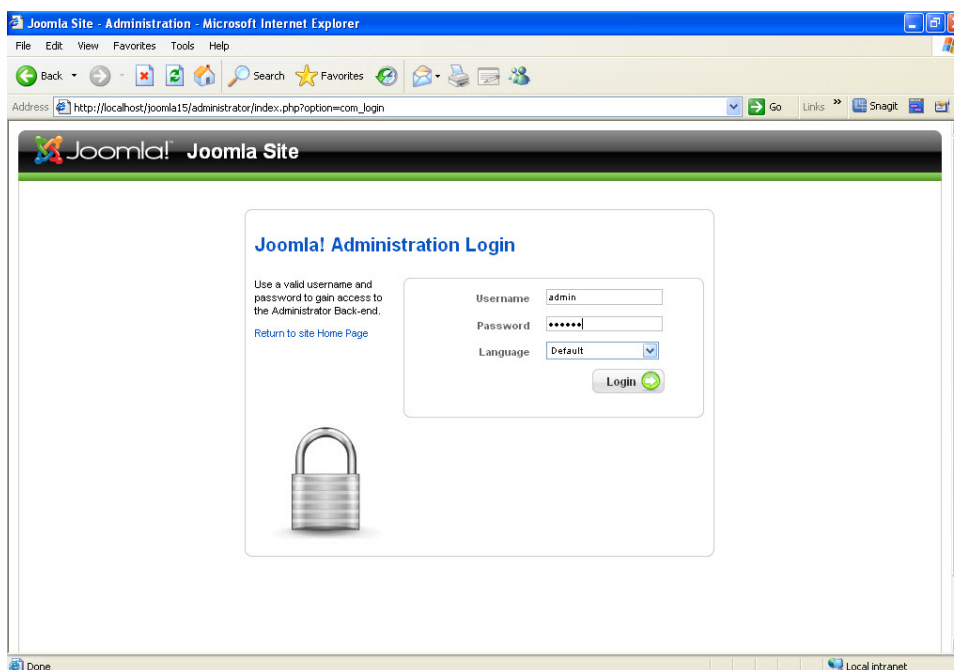 Joomla Site - Administration - Microsoft Internet Explorer
File Edit View Favorites Tools Help
Back Search Favorites
Address http://localhost/joomla15/administrator/index.php?option=com_login Go Links » Snagit
Joomla! Joomla Site
Joomla! Administration Login
Use a valid username and
password to gain access to
the Administrator Back-end.
Return to site Home Page
Username admin
Password ••••••
Language Default
Login
Done Local intranet